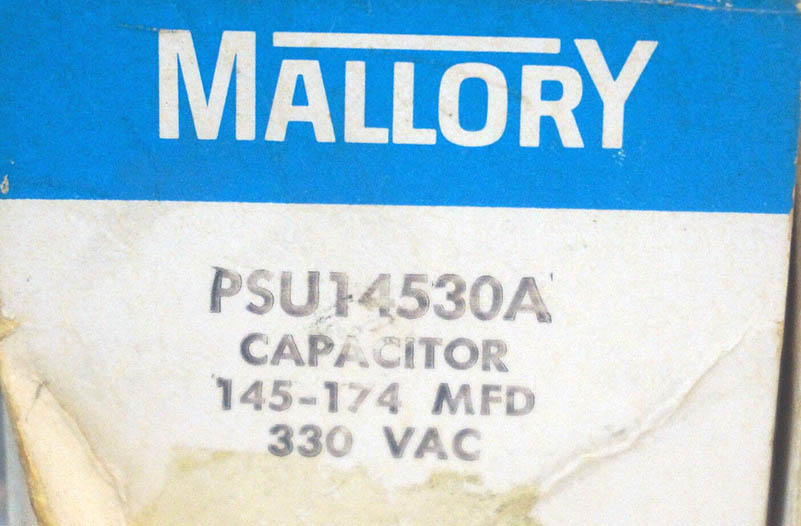 MALLORY
PSU14530A
CAPACITOR
145-174 MFD
330 VAC